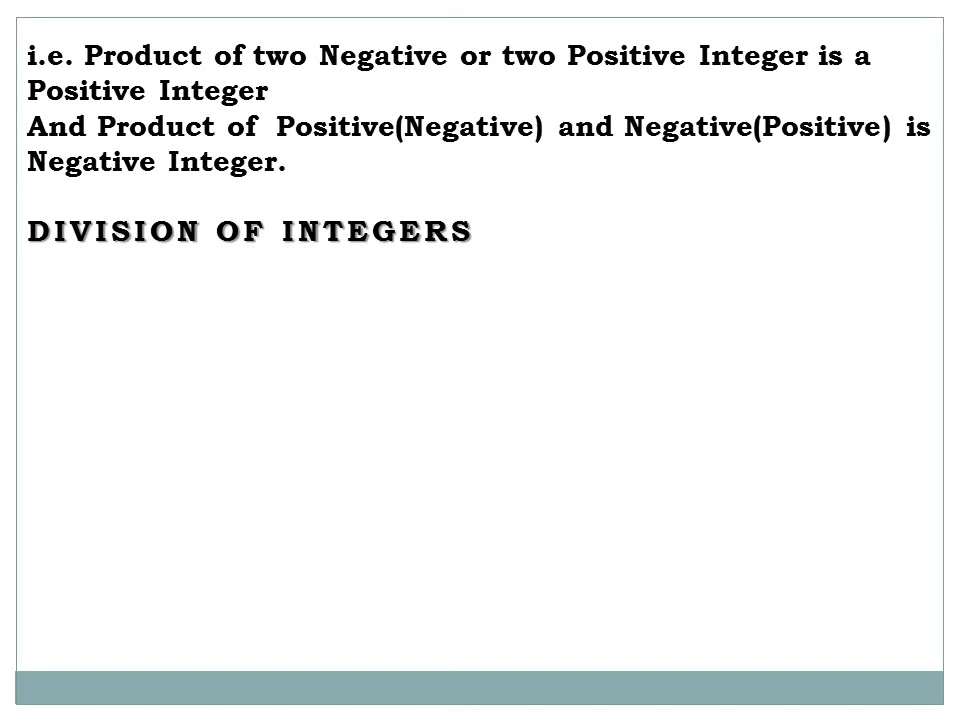 i.e. Product of two Negative or two Positive Integer is a
Positive Integer
And Product of Positive(Negative) and Negative(Positive) is
Negative Integer.
DIVISION OF INTEGERS